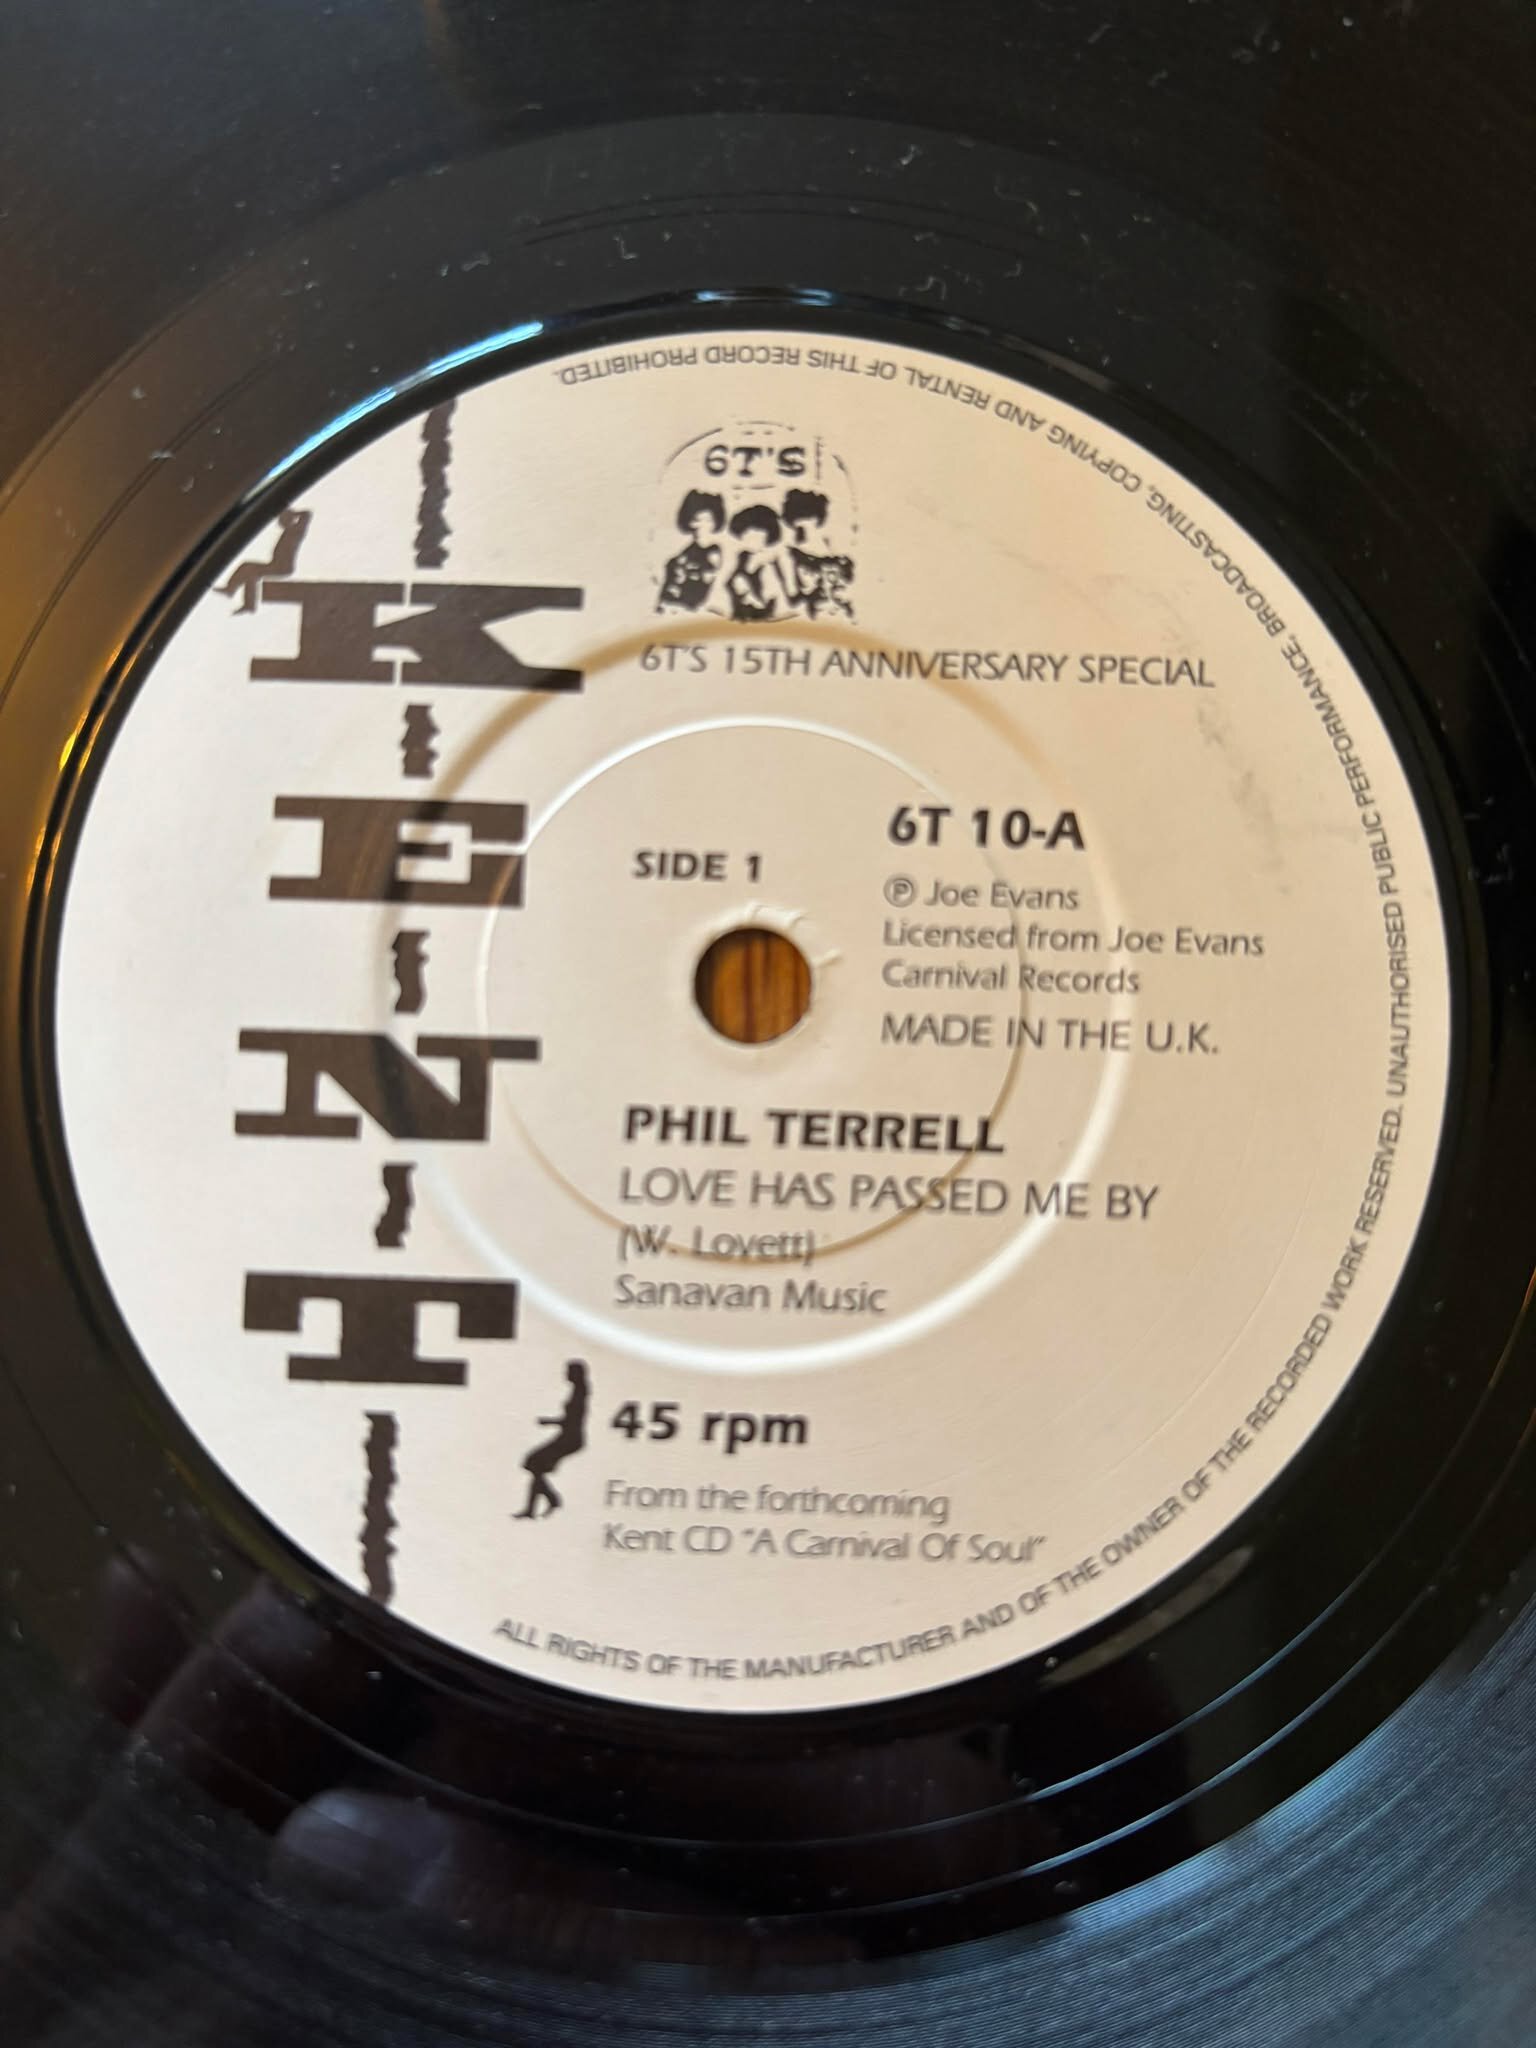 6T'S
6T'S 15TH ANNIVERSARY SPECIAL
K-E-N-T
SIDE 1
6T 10-A
℗ Joe Evans
Licensed from Joe Evans
Carnival Records
MADE IN THE U.K.
PHIL TERRELL
LOVE HAS PASSED ME BY
(W. Lovett)
Sanavan Music
45 rpm
From the forthcoming
Kent CD "A Carnival Of Soul"
ALL RIGHTS OF THE MANUFACTURER AND OF THE OWNER OF THE RECORDED WORK RESERVED. UNAUTHORISED PUBLIC PERFORMANCE, BROADCASTING, COPYING AND RENTAL OF THIS RECORD PROHIBITED.